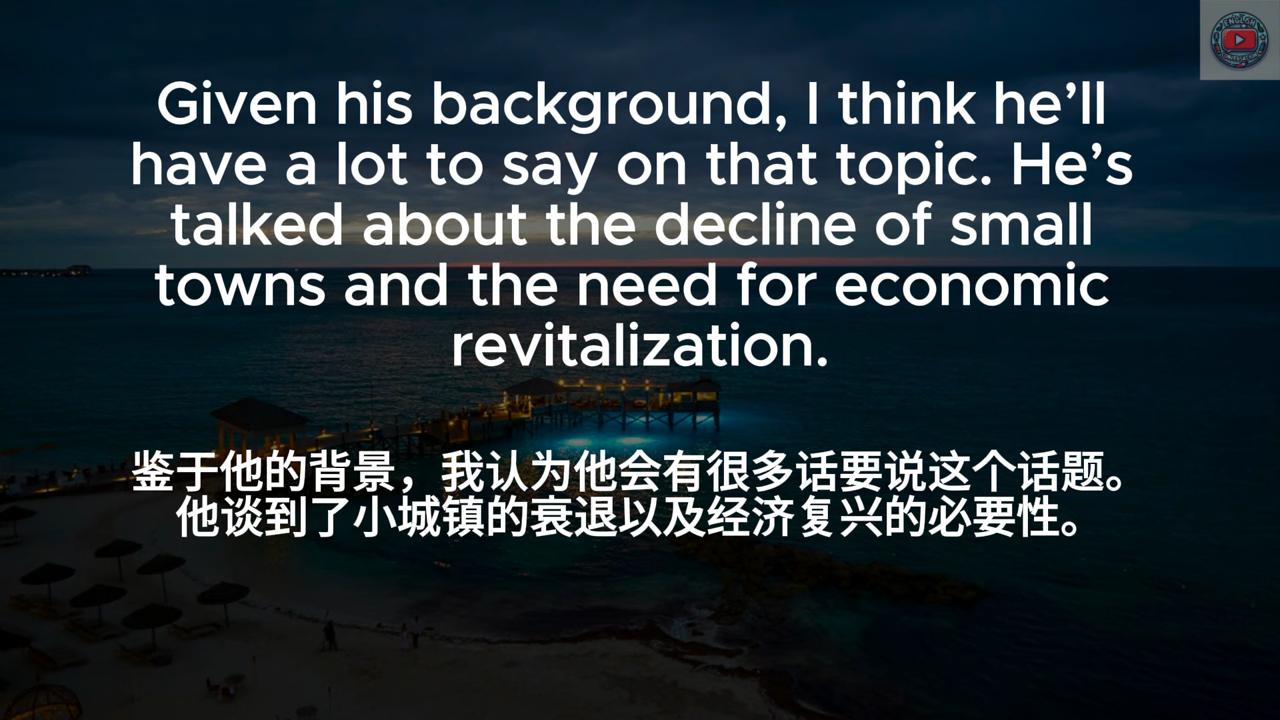 Given his background, I think he’ll
have a lot to say on that topic. He’s
talked about the decline of small
towns and the need for economic
revitalization.
鉴于他的背景，我认为他会有很多话要说这个话题。
他谈到了小城镇的衰退以及经济复兴的必要性。